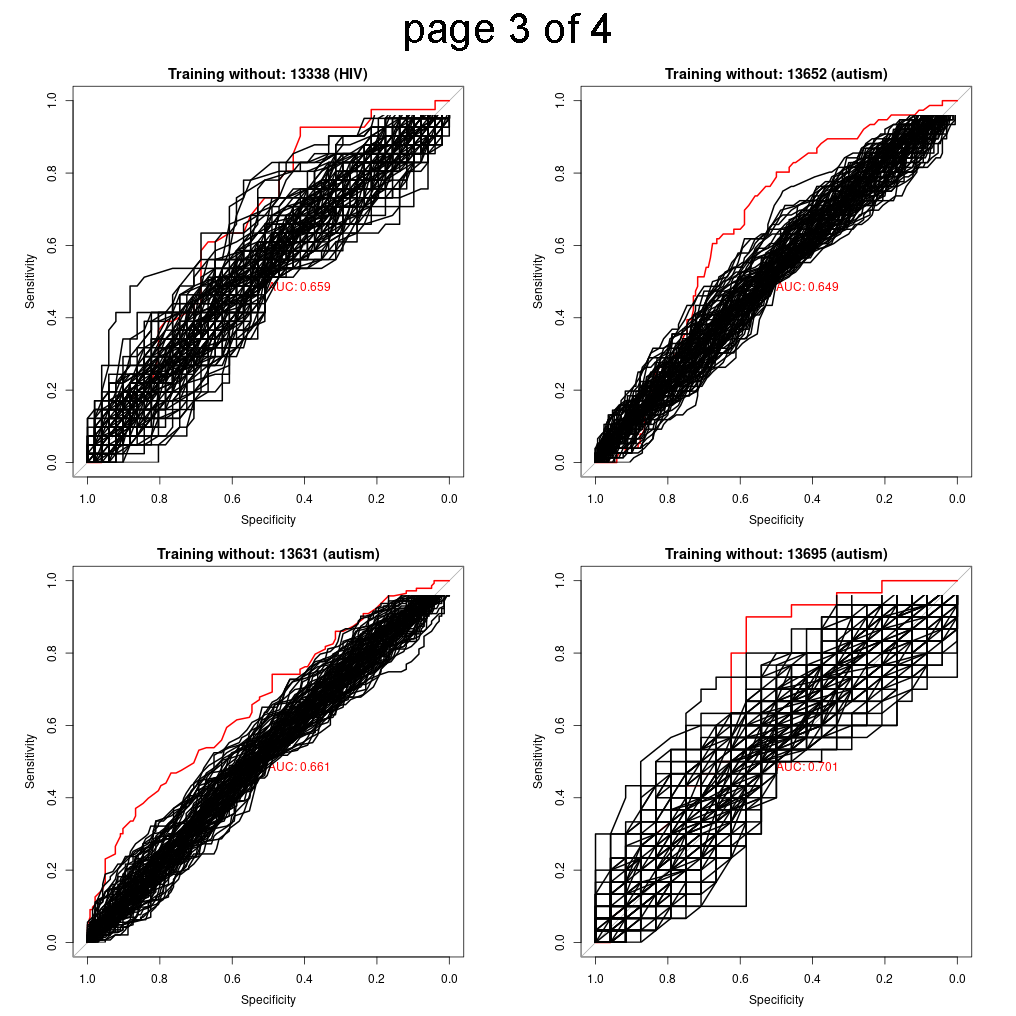 page 3 of 4
Training without: 13338 (HIV)
Sensitivity
0.0 0.2 0.4 0.6 0.8 1.0
AUC: 0.659
1.0 0.8 0.6 0.4 0.2 0.0
Specificity
Training without: 13652 (autism)
Sensitivity
0.0 0.2 0.4 0.6 0.8 1.0
AUC: 0.649
1.0 0.8 0.6 0.4 0.2 0.0
Specificity
Training without: 13631 (autism)
Sensitivity
0.0 0.2 0.4 0.6 0.8 1.0
AUC: 0.661
1.0 0.8 0.6 0.4 0.2 0.0
Specificity
Training without: 13695 (autism)
Sensitivity
0.0 0.2 0.4 0.6 0.8 1.0
AUC: 0.701
1.0 0.8 0.6 0.4 0.2 0.0
Specificity